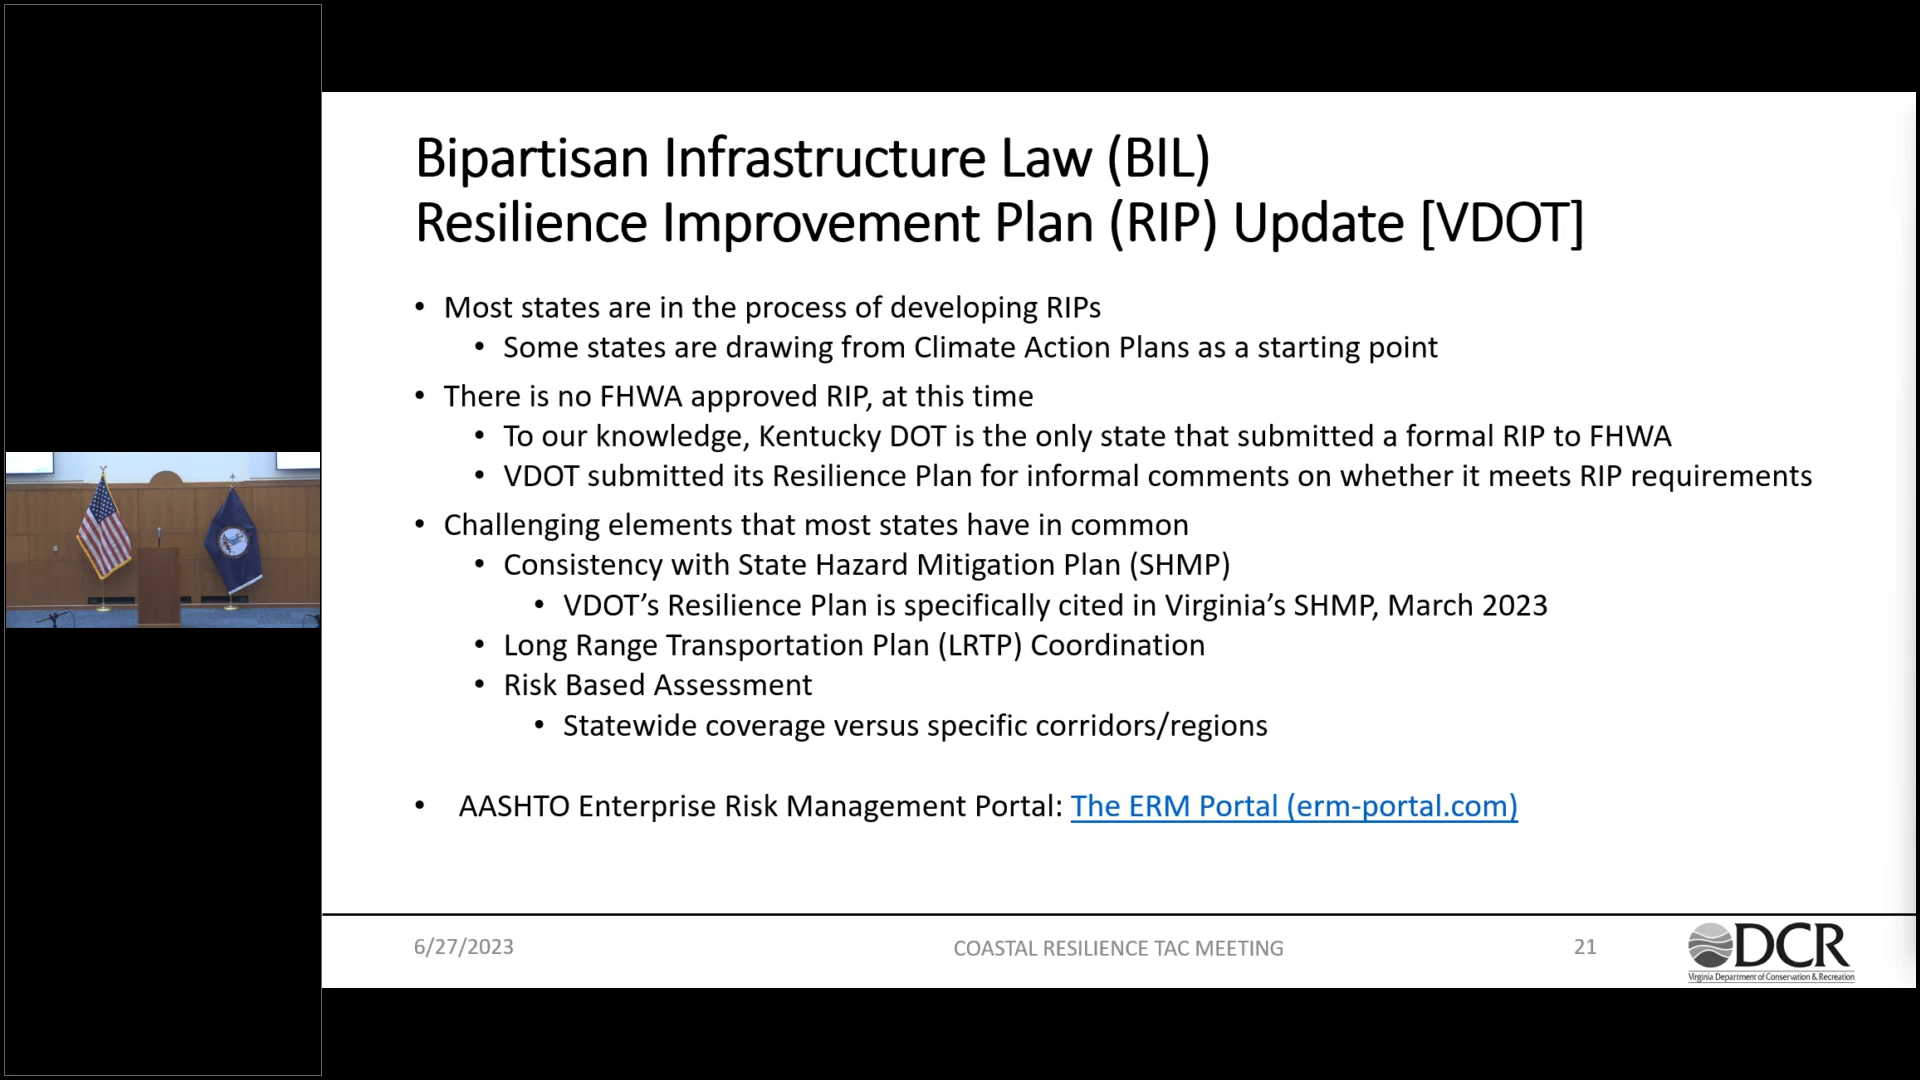 Bipartisan Infrastructure Law (BIL)
Resilience Improvement Plan (RIP) Update [VDOT]
• Most states are in the process of developing RIPs
• Some states are drawing from Climate Action Plans as a starting point
• There is no FHWA approved RIP, at this time
• To our knowledge, Kentucky DOT is the only state that submitted a formal RIP to FHWA
• VDOT submitted its Resilience Plan for informal comments on whether it meets RIP requirements
• Challenging elements that most states have in common
• Consistency with State Hazard Mitigation Plan (SHMP)
• VDOT’s Resilience Plan is specifically cited in Virginia’s SHMP, March 2023
• Long Range Transportation Plan (LRTP) Coordination
• Risk Based Assessment
• Statewide coverage versus specific corridors/regions
• AASHTO Enterprise Risk Management Portal: The ERM Portal (erm-portal.com)
6/27/2023
COASTAL RESILIENCE TAC MEETING
21
DCR
Virginia Department of Conservation & Recreation